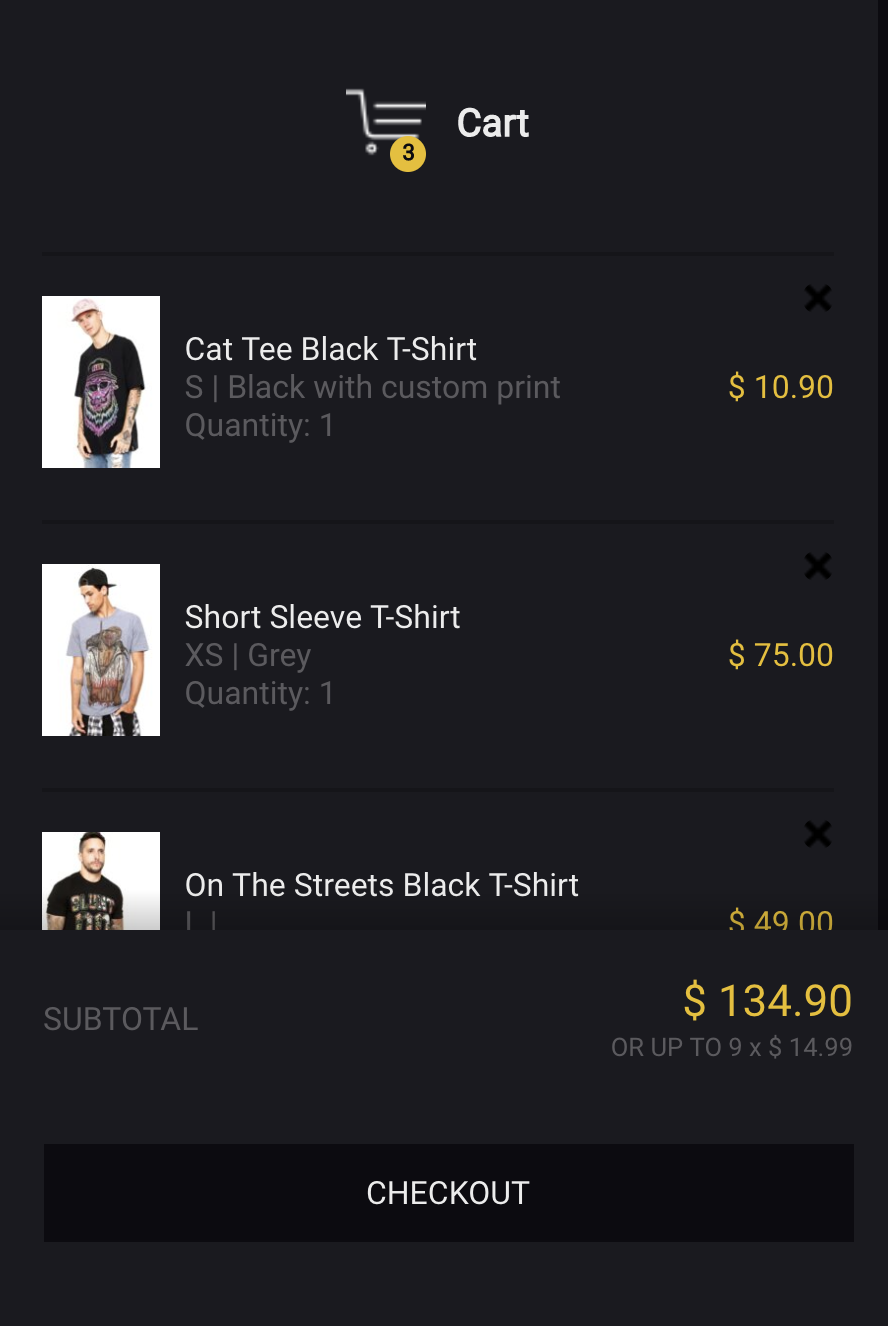 3
Cart
Cat Tee Black T-Shirt
S | Black with custom print
Quantity: 1
$ 10.90
Short Sleeve T-Shirt
XS | Grey
Quantity: 1
$ 75.00
On The Streets Black T-Shirt
$ 49.00
SUBTOTAL
$ 134.90
OR UP TO 9 x $ 14.99
CHECKOUT